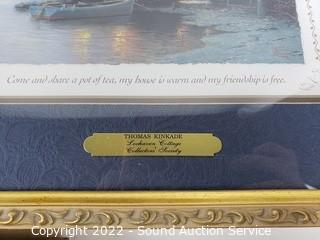 Come and share a pot of tea, my house is warm and my friendship is free.
THOMAS KINKADE
Lochaven Cottage
Collectors' Society
Copyright 2022 - Sound Auction Service